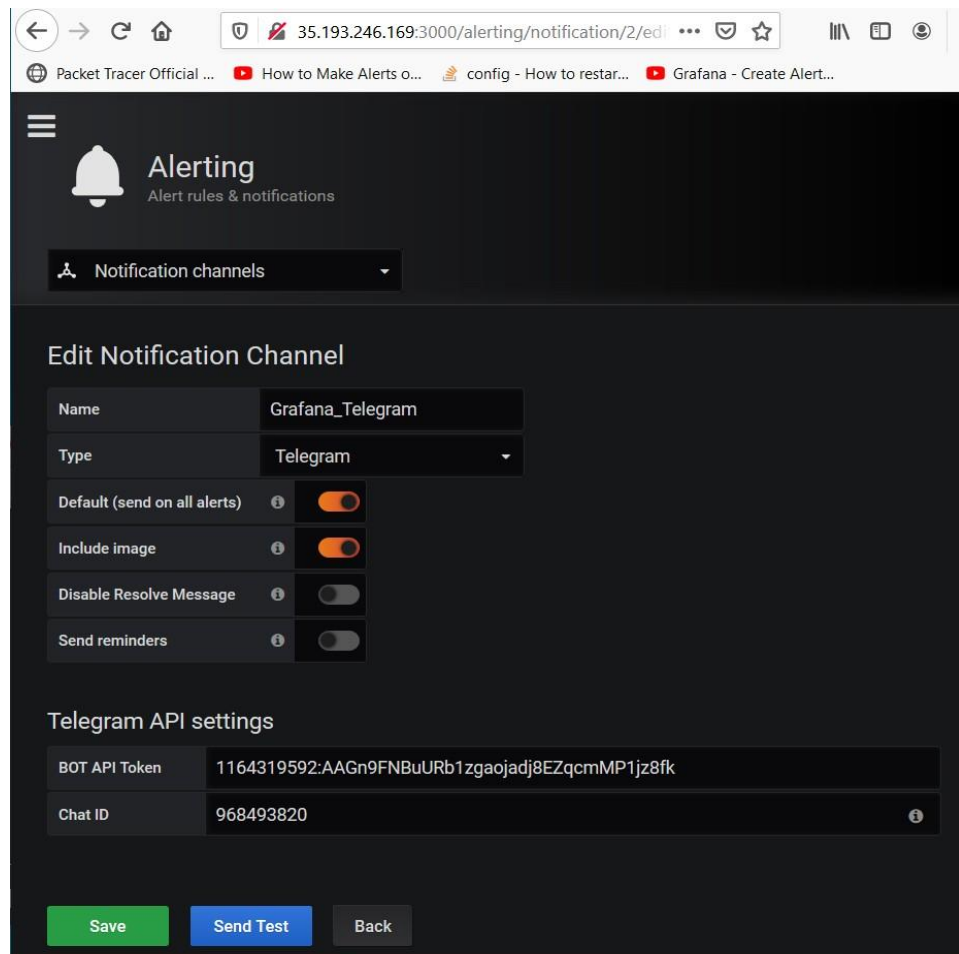 35.193.246.169:3000/alerting/notification/2/edi
Packet Tracer Official ... How to Make Alerts o... config - How to restar... Grafana - Create Alert...
Alerting
Alert rules & notifications
Notification channels
Edit Notification Channel
Name Grafana_Telegram
Type Telegram
Default (send on all alerts)
Include image
Disable Resolve Message
Send reminders
Telegram API settings
BOT API Token 1164319592:AAGn9FNBuURb1zgaojadj8EZqcmMP1jz8fk
Chat ID 968493820
Save Send Test Back